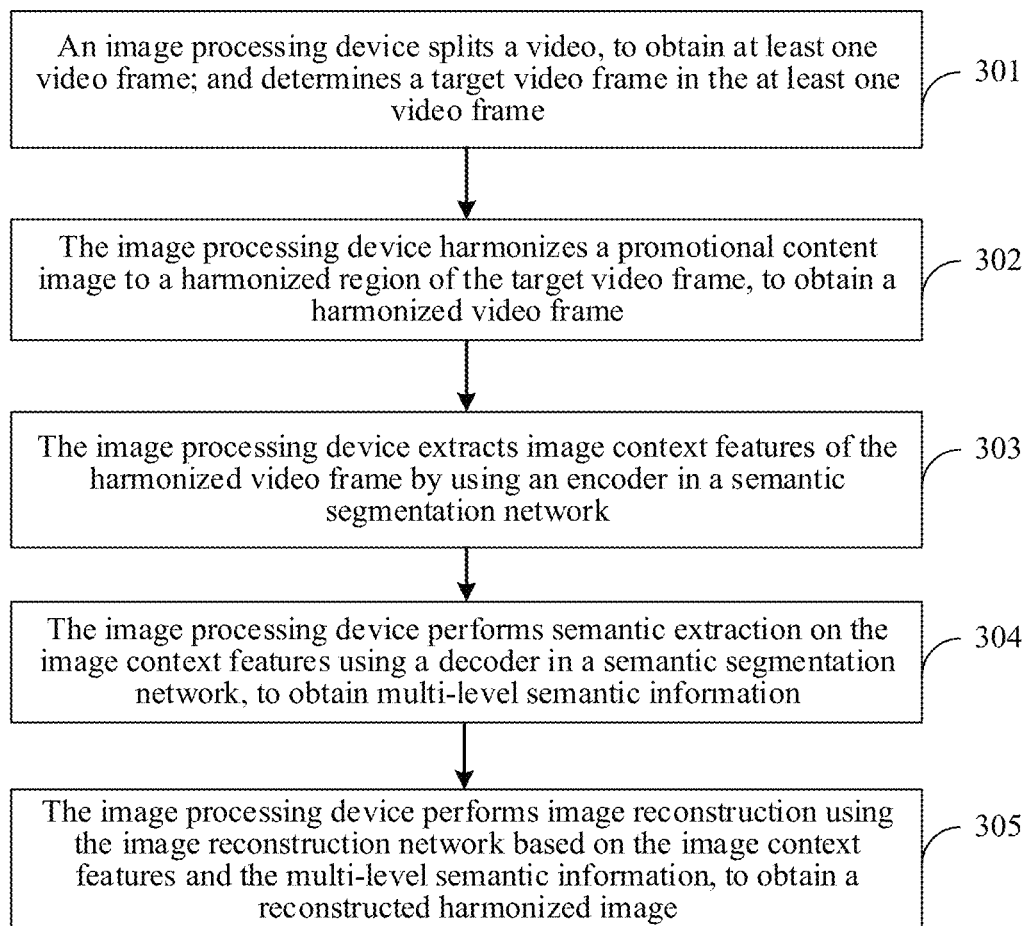 An image processing device splits a video, to obtain at least one
video frame; and determines a target video frame in the at least one
video frame
301
The image processing device harmonizes a promotional content
image to a harmonized region of the target video frame, to obtain a
harmonized video frame
302
The image processing device extracts image context features of
the harmonized video frame by using an encoder in a semantic
segmentation network
303
The image processing device performs semantic extraction on the
image context features using a decoder in a semantic segmentation
network, to obtain multi-level semantic information
304
The image processing device performs image reconstruction using
the image reconstruction network based on the image context
features and the multi-level semantic information, to obtain a
reconstructed harmonized image
305